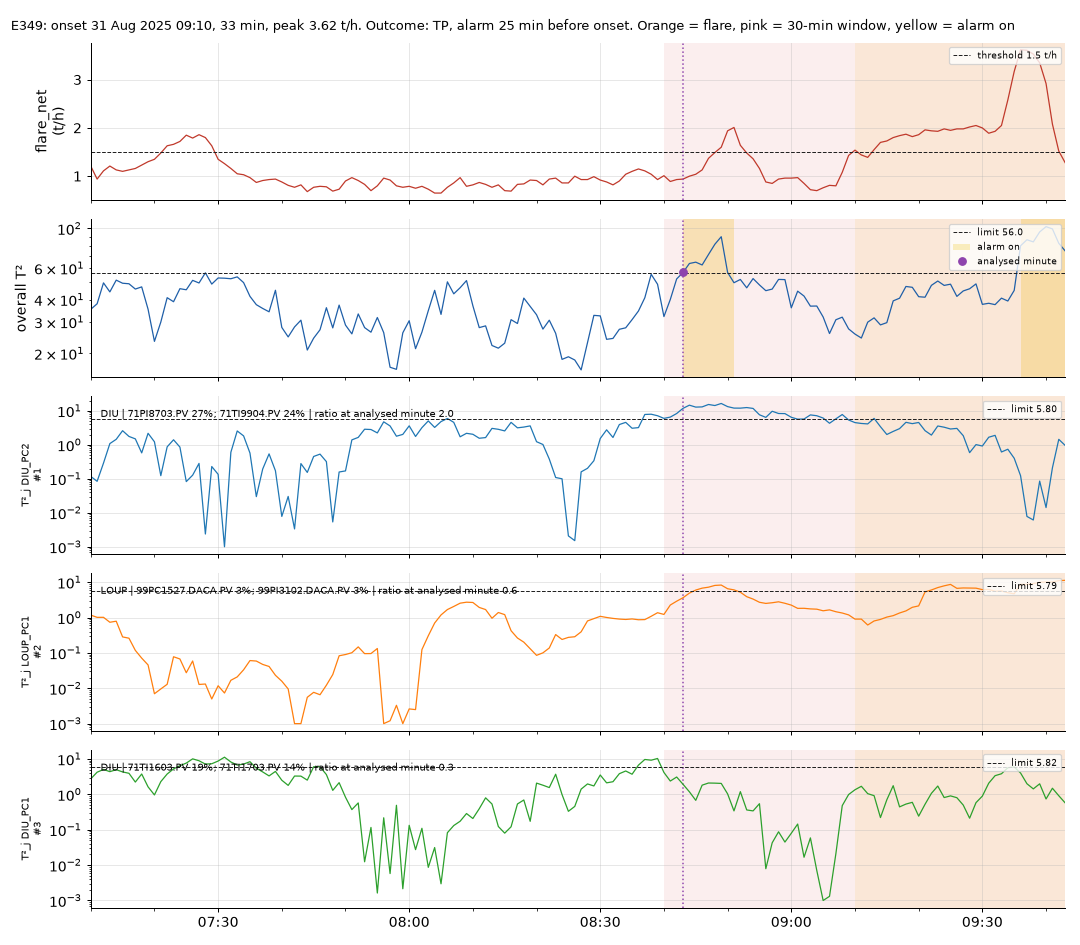 E349: onset 31 Aug 2025 09:10, 33 min, peak 3.62 t/h. Outcome: TP, alarm 25 min before onset. Orange = flare, pink = 30-min window, yellow = alarm on
flare_net
(t/h)
3
2
1
threshold 1.5 t/h
overall T²
10²
6 × 10¹
4 × 10¹
3 × 10¹
2 × 10¹
limit 56.0
alarm on
analysed minute
T²_j DIU_PC2
#1
10¹
10⁰
10⁻¹
10⁻²
10⁻³
DIU | 71PI8703.PV 27%; 71TI9904.PV 24% | ratio at analysed minute 2.0
limit 5.80
T²_j LOUP_PC1
#2
10¹
10⁰
10⁻¹
10⁻²
10⁻³
LOUP | 99PC1527.DACA.PV 3%; 99PI3102.DACA.PV 3% | ratio at analysed minute 0.6
limit 5.79
T²_j DIU_PC1
#3
10¹
10⁰
10⁻¹
10⁻²
10⁻³
DIU | 71TI1603.PV 19%; 71TI1703.PV 14% | ratio at analysed minute 0.3
limit 5.82
07:30
08:00
08:30
09:00
09:30